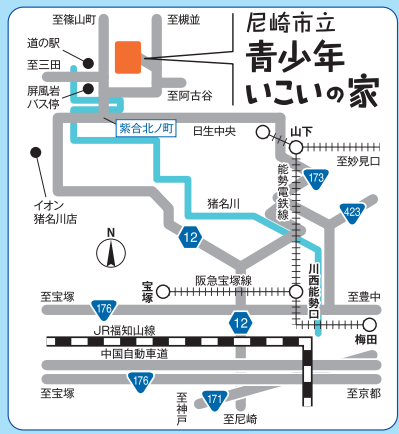 尼崎市立
青少年
いこいの家
至篠山町
至槻並
道の駅
至三田
屏風岩
バス停
至阿古谷
紫合北ノ町
日生中央
山下
至妙見口
能勢電鉄線
173
イオン
猪名川店
猪名川
423
N
12
川西能勢口
阪急宝塚線
宝塚
至宝塚
176
至豊中
12
梅田
JR福知山線
中国自動車道
至宝塚
176
至神戸
171
至尼崎
至京都